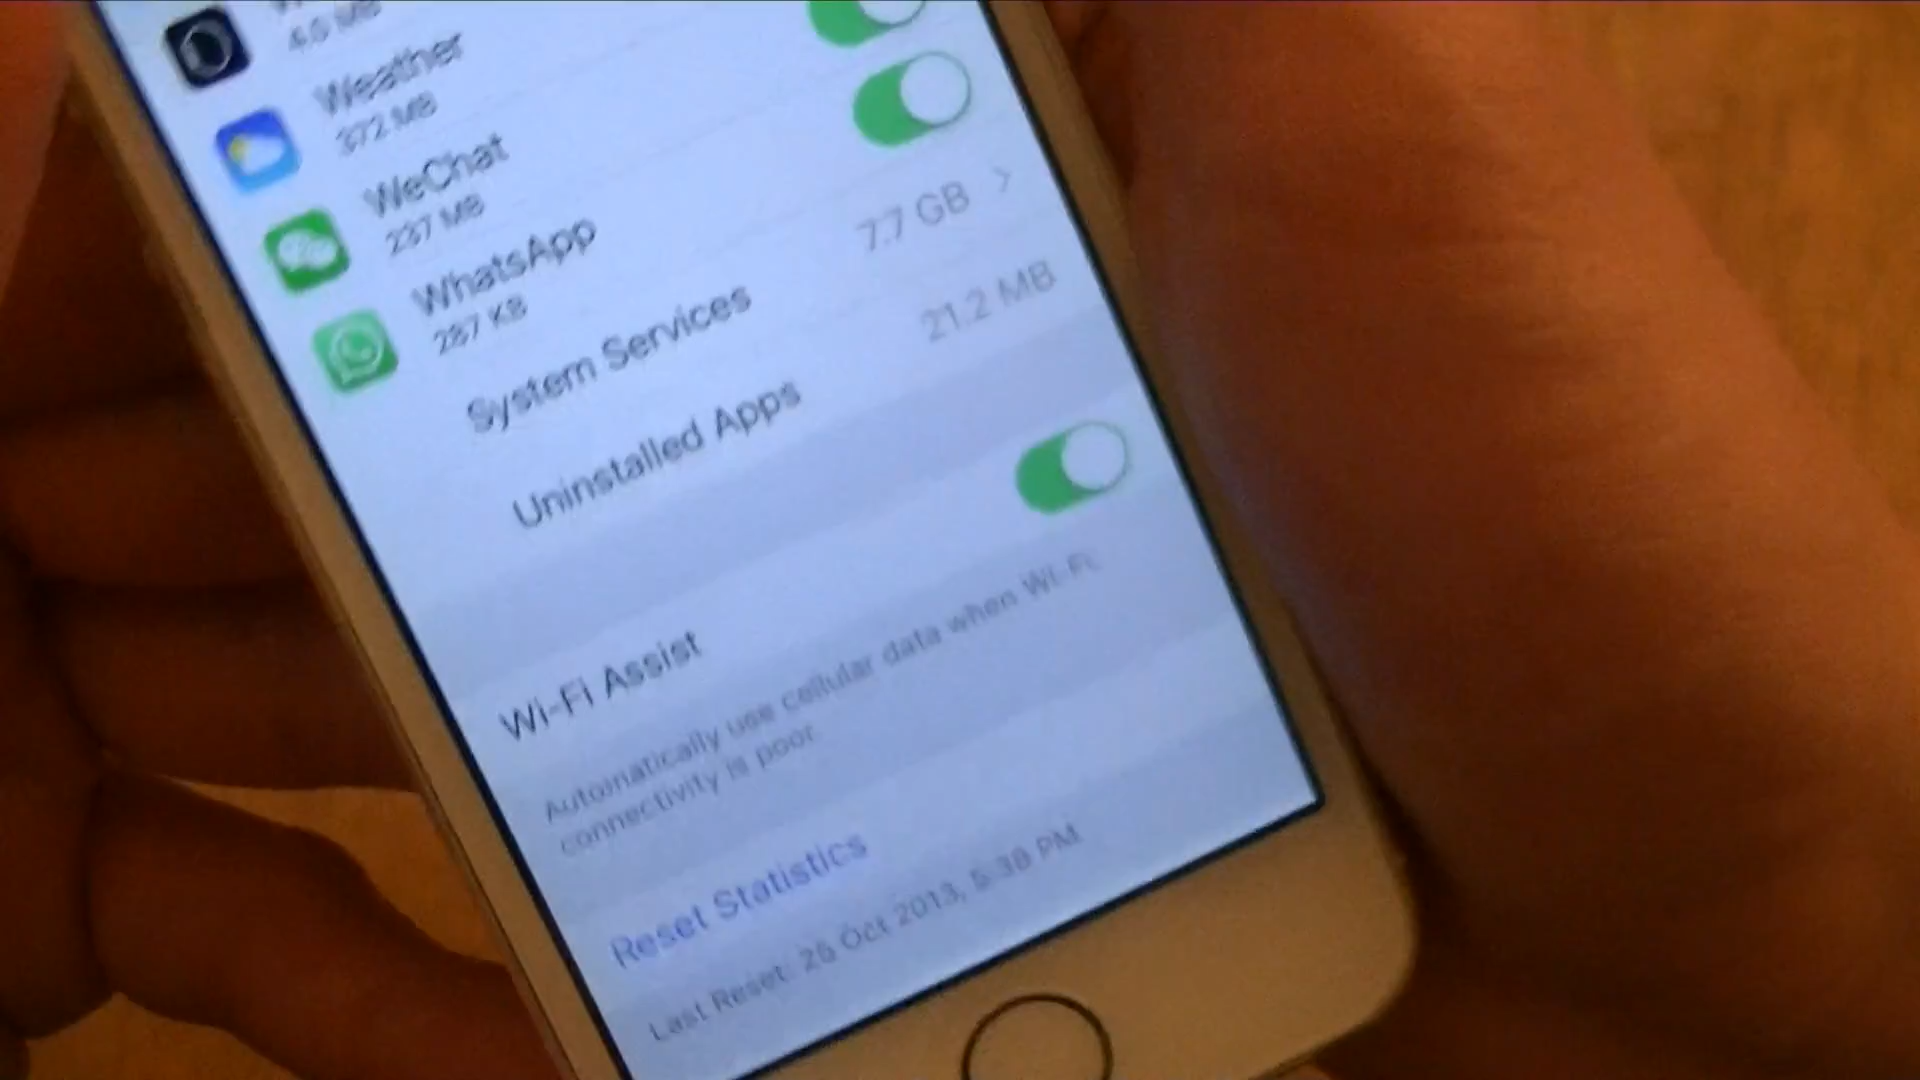 Weather
372 MB
WeChat
237 MB
WhatsApp
287 KB
System Services 7.7 GB
Uninstalled Apps 21.2 MB
Wi-Fi Assist
Automatically use cellular data when Wi-Fi
connectivity is poor.
Reset Statistics
Last Reset: Oct 2013, 5:38 PM